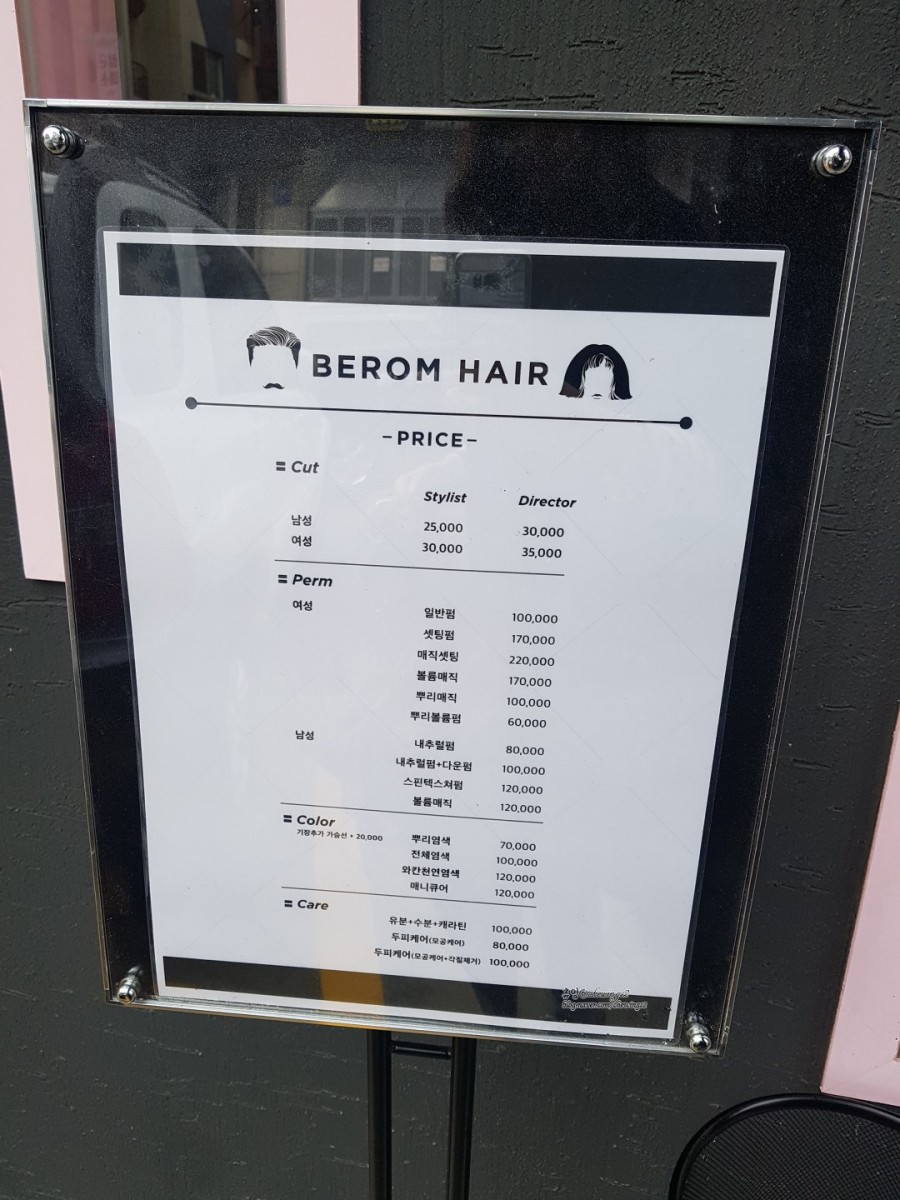 BEROM HAIR
-PRICE-
= Cut
Stylist Director
남성 25,000 30,000
여성 30,000 35,000
= Perm
여성 일반펌 100,000
셋팅펌 170,000
매직셋팅 220,000
볼륨매직 170,000
뿌리매직 100,000
뿌리볼륨펌 60,000
남성 내추럴펌 80,000
내추럴펌+다운펌 100,000
스핀텍스쳐펌 120,000
볼륨매직 120,000
= Color
기장추가 가슴선 + 20,000
뿌리염색 70,000
전체염색 100,000
와칸천연염색 120,000
매니큐어 120,000
= Care
유분+수분+캐라틴 100,000
두피케어(모공케어) 80,000
두피케어(모공케어+각질제거) 100,000